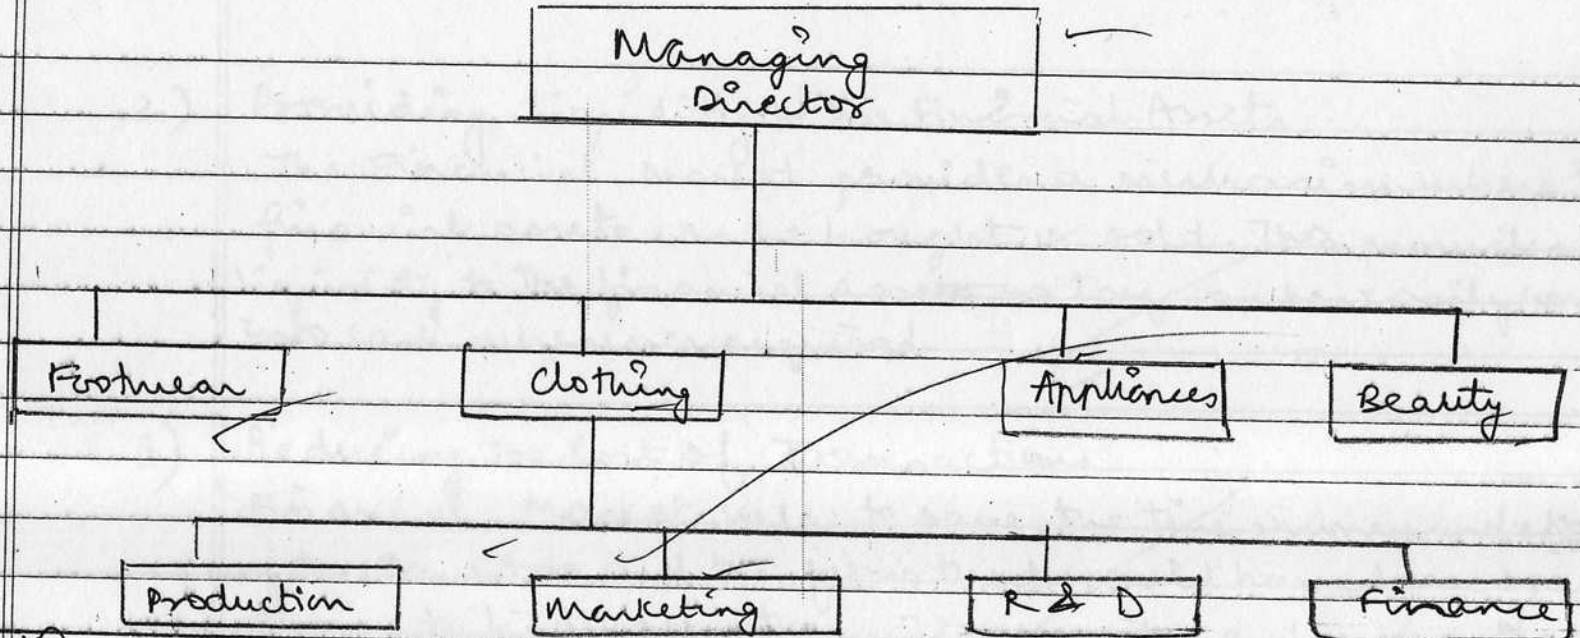 Managing
Director
Footwear
Clothing
Appliances
Beauty
Production
Marketing
R & D
Finance